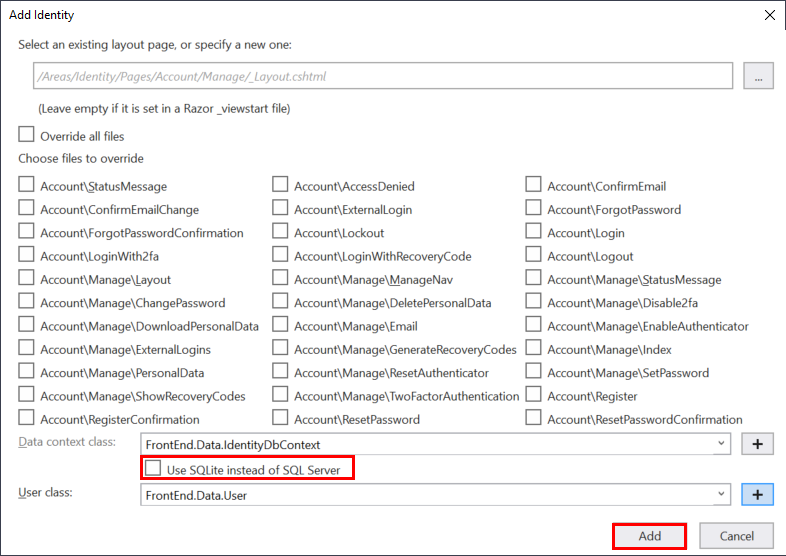 Add Identity
Select an existing layout page, or specify a new one:
/Areas/Identity/Pages/Account/Manage/_Layout.cshtml
...
(Leave empty if it is set in a Razor _viewstart file)
Override all files
Choose files to override
Account\StatusMessage Account\AccessDenied Account\ConfirmEmail
Account\ConfirmEmailChange Account\ExternalLogin Account\ForgotPassword
Account\ForgotPasswordConfirmation Account\Lockout Account\Login
Account\LoginWith2fa Account\LoginWithRecoveryCode Account\Logout
Account\Manage\Layout Account\Manage\ManageNav Account\Manage\StatusMessage
Account\Manage\ChangePassword Account\Manage\DeletePersonalData Account\Manage\Disable2fa
Account\Manage\DownloadPersonalData Account\Manage\Email Account\Manage\EnableAuthenticator
Account\Manage\ExternalLogins Account\Manage\GenerateRecoveryCodes Account\Manage\Index
Account\Manage\PersonalData Account\Manage\ResetAuthenticator Account\Manage\SetPassword
Account\Manage\ShowRecoveryCodes Account\Manage\TwoFactorAuthentication Account\Register
Account\RegisterConfirmation Account\ResetPassword Account\ResetPasswordConfirmation
Data context class: FrontEnd.Data.IdentityDbContext +
Use SQLite instead of SQL Server
User class: FrontEnd.Data.User +
Add Cancel